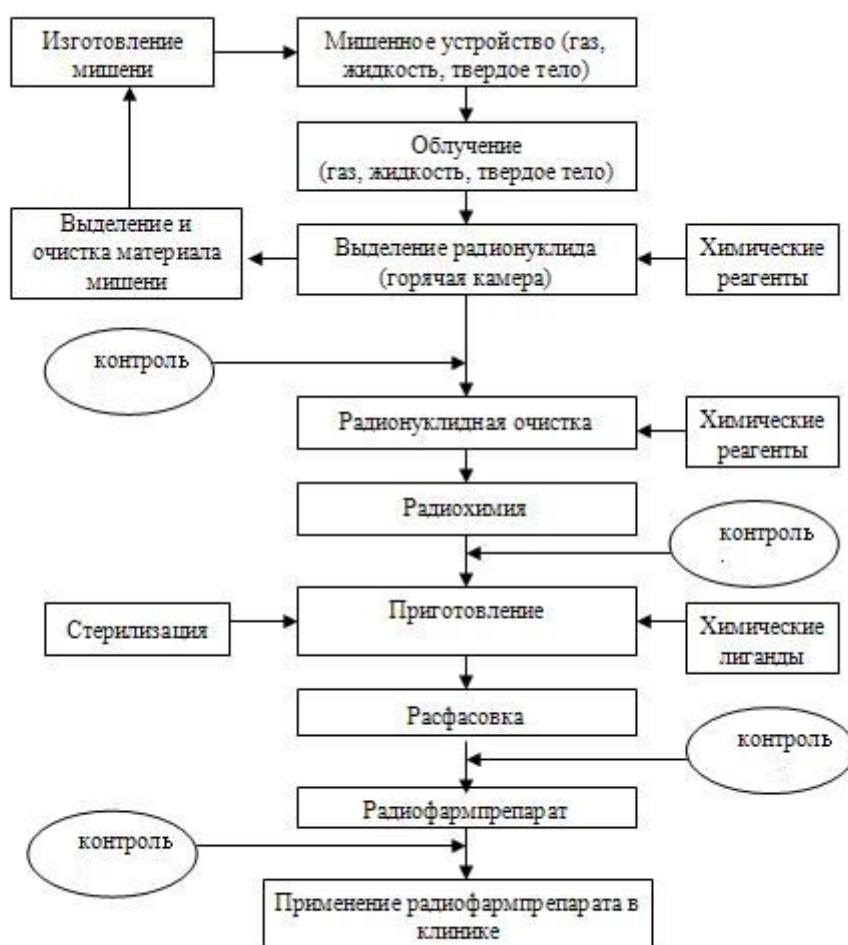 Изготовление
мишени
Мишенное устройство (газ,
жидкость, твердое тело)
Облучение
(газ, жидкость, твердое тело)
Выделение и
очистка материала
мишени
Выделение радионуклида
(горячая камера)
Химические
реагенты
контроль
Радионуклидная очистка
Химические
реагенты
Радиохимия
контроль
.
Стерилизация
Приготовление
Химические
лиганды
Расфасовка
контроль
Радиофармпрепарат
контроль
Применение радиофармпрепарата в
клинике